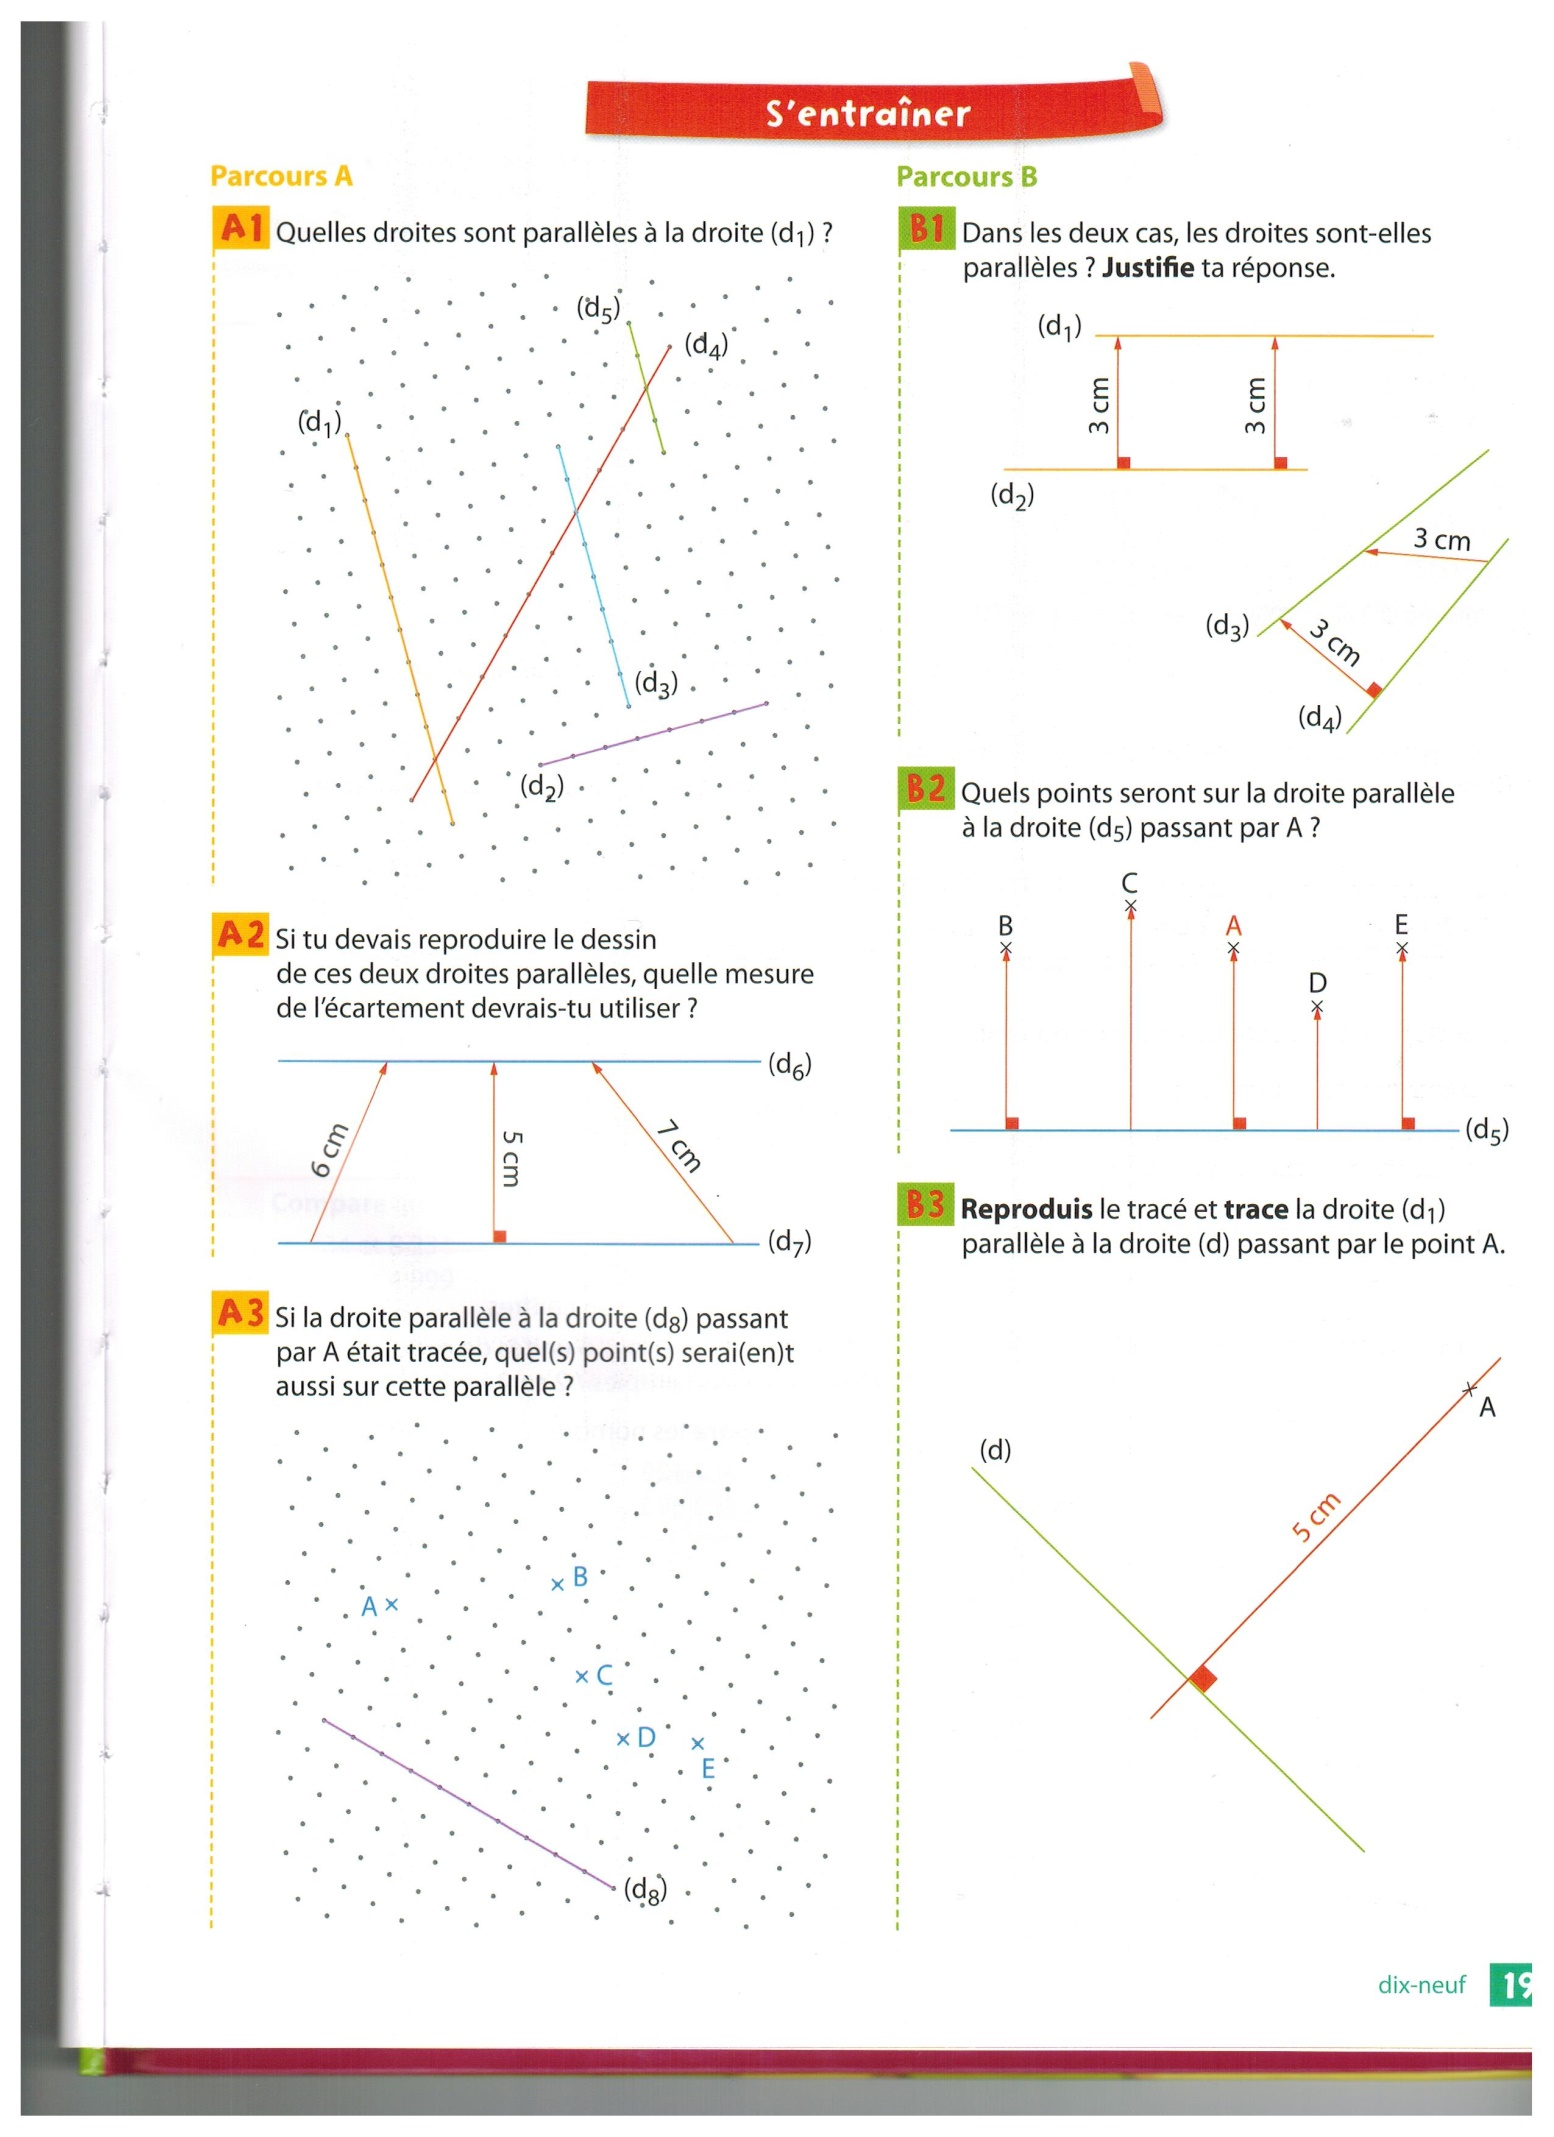 S'entraîner
Parcours A
A1 Quelles droites sont parallèles à la droite (d₁) ?
(d₅)
(d₄)
(d₁)
(d₃)
(d₂)
A2 Si tu devais reproduire le dessin
de ces deux droites parallèles, quelle mesure
de l'écartement devrais-tu utiliser ?
(d₆)
6 cm
5 cm
7 cm
(d₇)
A3 Si la droite parallèle à la droite (d₈) passant
par A était tracée, quel(s) point(s) serai(en)t
aussi sur cette parallèle ?
B
A
C
D
E
(d₈)
Parcours B
B1 Dans les deux cas, les droites sont-elles
parallèles ? Justifie ta réponse.
(d₁)
3 cm
3 cm
(d₂)
3 cm
(d₃)
3 cm
(d₄)
B2 Quels points seront sur la droite parallèle
à la droite (d₅) passant par A ?
C
B
A
E
D
(d₅)
B3 Reproduis le tracé et trace la droite (d₁)
parallèle à la droite (d) passant par le point A.
A
(d)
5 cm
dix-neuf 19